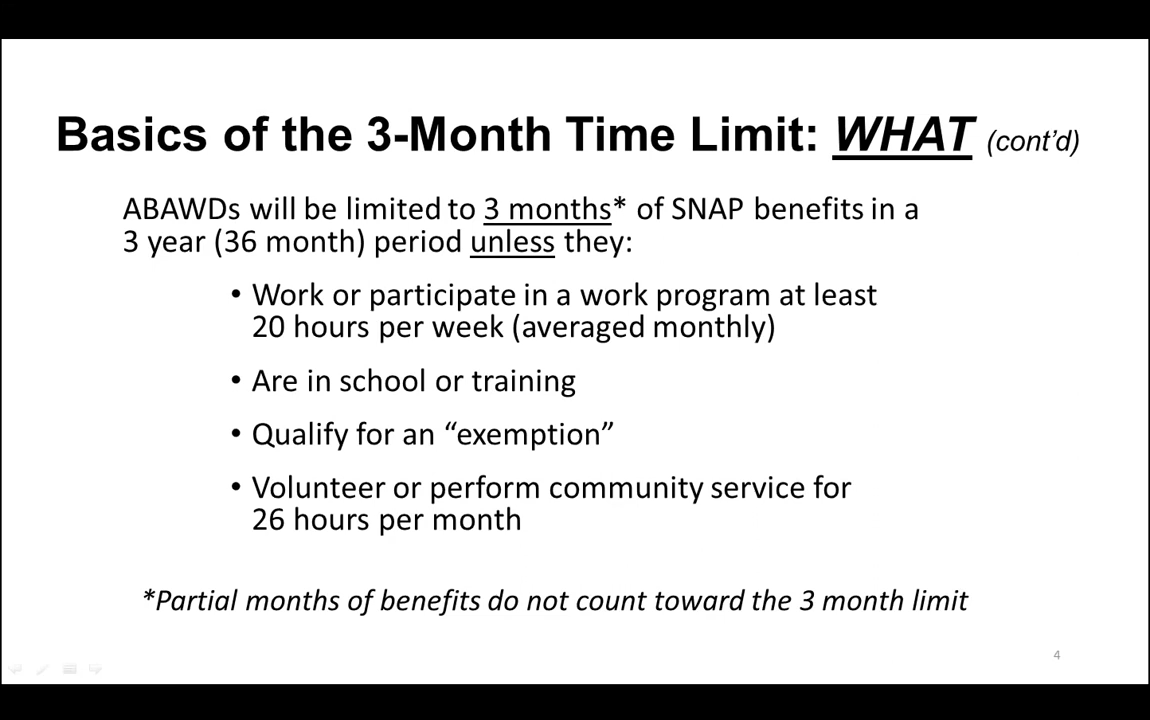 Basics of the 3-Month Time Limit: WHAT (cont’d)
ABAWDs will be limited to 3 months* of SNAP benefits in a
3 year (36 month) period unless they:
• Work or participate in a work program at least
20 hours per week (averaged monthly)
• Are in school or training
• Qualify for an “exemption”
• Volunteer or perform community service for
26 hours per month
*Partial months of benefits do not count toward the 3 month limit
4